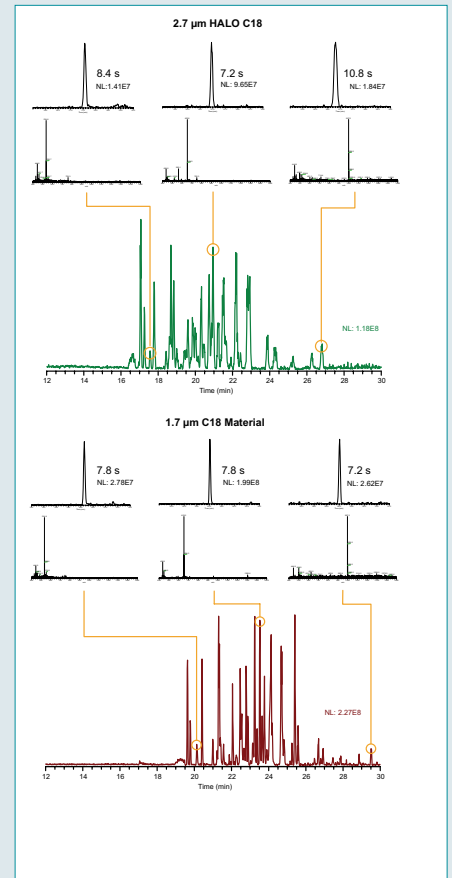 2.7 µm HALO C18
8.4 s
NL:1.41E7
7.2 s
NL: 9.65E7
10.8 s
NL:1.84E7
NL: 1.18E8
12 14 16 18 20 22 24 26 28 30
Time (min)
1.7 µm C18 Material
7.8 s
NL: 2.78E7
7.8 s
NL: 1.99E8
7.2 s
NL: 2.62E7
NL: 2.27E8
12 14 16 18 20 22 24 26 28 30
Time (min)